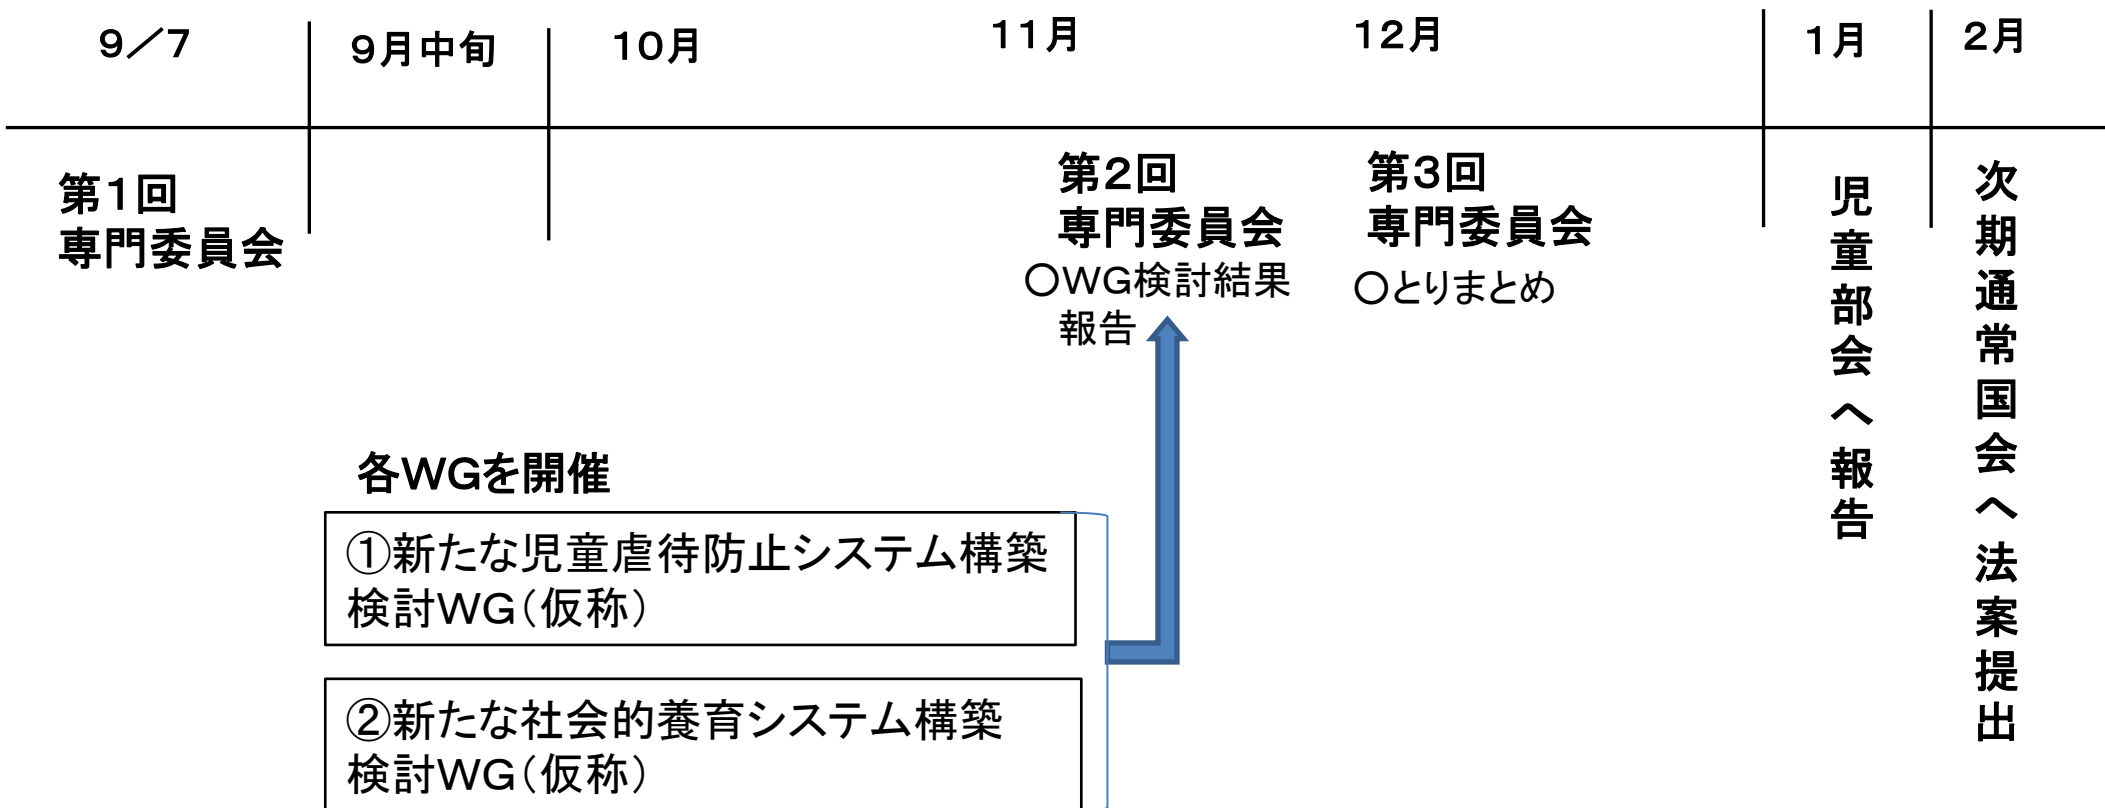 9／7
9月中旬
10月
11月
12月
1月
2月
第1回
専門委員会
第2回
専門委員会
○WG検討結果
報告
第3回
専門委員会
○とりまとめ
児童部会へ報告
次期通常国会へ法案提出
各WGを開催
①新たな児童虐待防止システム構築
検討WG(仮称)
②新たな社会的養育システム構築
検討WG(仮称)